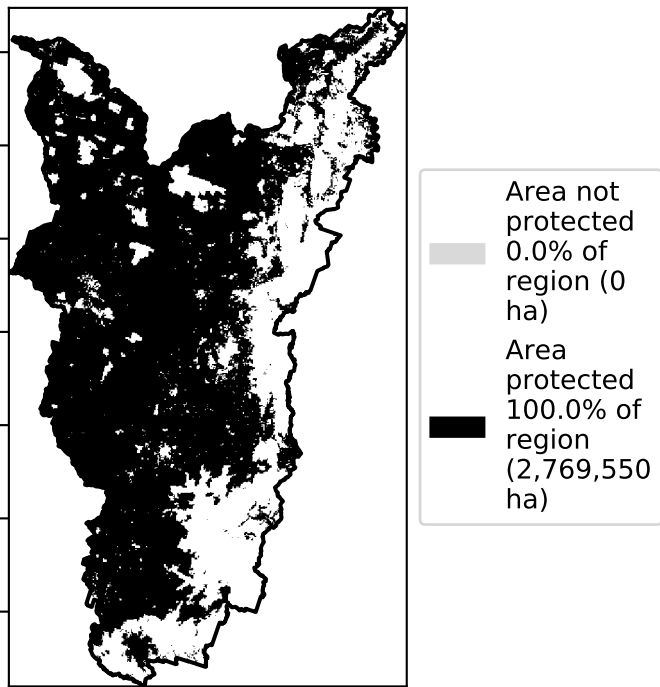 Area not
protected
0.0% of
region (0
ha)
Area
protected
100.0% of
region
(2,769,550
ha)